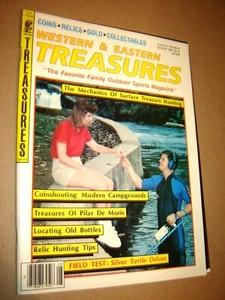 COINS • RELICS • GOLD • COLLECTABLES
WESTERN & EASTERN
TREASURES
"The Favorite Family Outdoor Sports Magazine"
The Mechanics Of Surface Treasure Hunting
TREASURES
Coinshooting Modern Campgrounds
Treasures Of Pilar De Moris
Locating Old Bottles
Relic Hunting Tips
FIELD TEST: Silver Turtle Deluxe